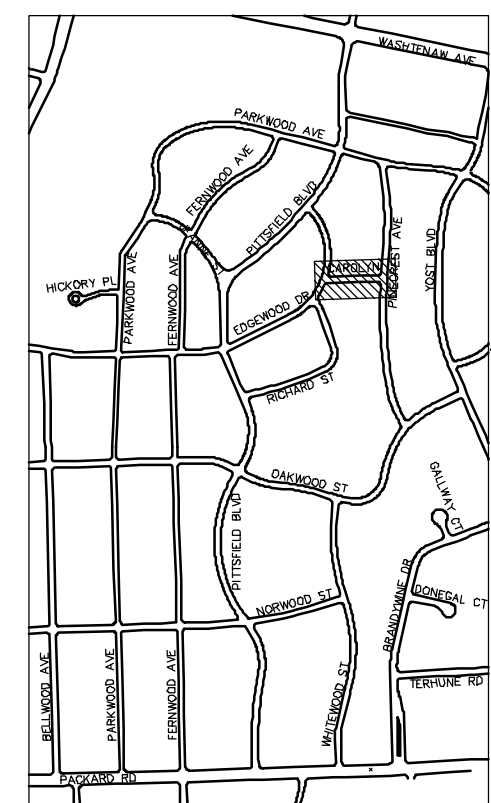 WASHTENAW AVE
PARKWOOD AVE
FERNWOOD AVE
PITTSFIELD BLVD
CAROLYN
PINECREST AVE
YOST BLVD
HICKORY PL
PARKWOOD AVE
FERNWOOD AVE
EDGEWOOD DR
RICHARD ST
OAKWOOD ST
GALLWAY CT
PITTSFIELD BLVD
BRANDYWINE DR
DONEGAL CT
NORWOOD ST
BELLWOOD AVE
PARKWOOD AVE
FERNWOOD AVE
WHITEWOOD ST
TERHUNE RD
PACKARD RD